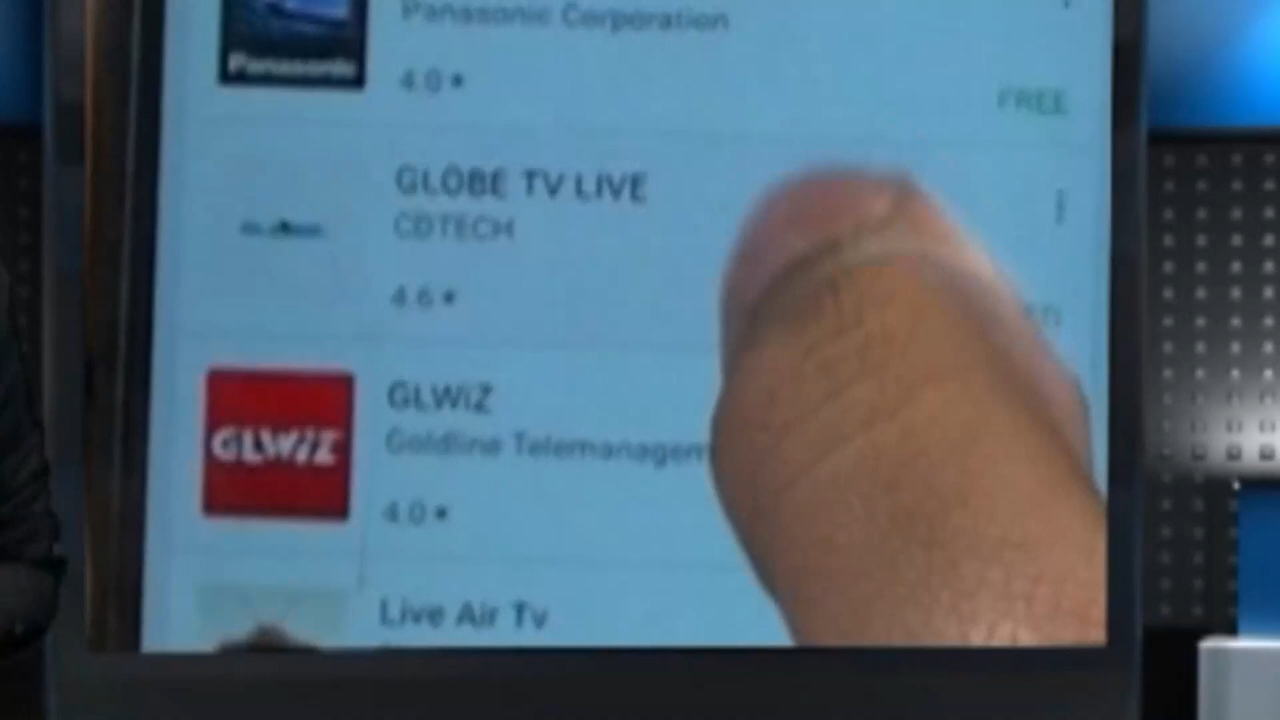 Panasonic Corporation
Panasonic
4.0★
FREE
GLOBE TV LIVE
CDTECH
4.6★
GLWiZ
GLWiZ
Goldline Telemanagem
4.0★
Live Air Tv